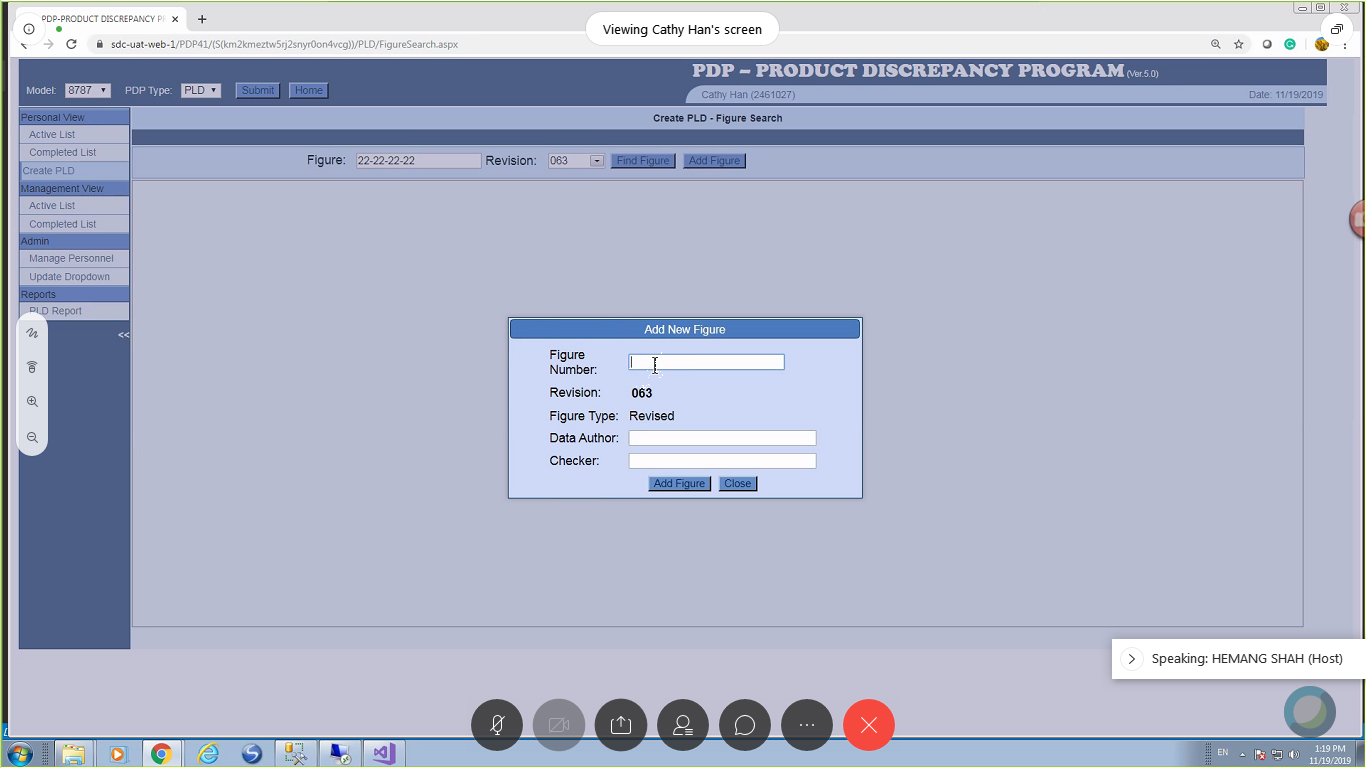 PDP-PRODUCT DISCREPANCY PR
Viewing Cathy Han's screen
sdc-uat-web-1/PDP41/(S(km2kmeztw5rj2snyr0on4vcg))/PLD/FigureSearch.aspx
PDP – PRODUCT DISCREPANCY PROGRAM (Ver.5.0)
Model: 8787 PDP Type: PLD Submit Home
Cathy Han (2461027) Date: 11/19/2019
Personal View
Active List
Completed List
Create PLD
Management View
Active List
Completed List
Admin
Manage Personnel
Update Dropdown
Reports
PLD Report
<<
Create PLD - Figure Search
Figure: 22-22-22-22 Revision: 063 Find Figure Add Figure
Add New Figure
Figure
Number:
Revision: 063
Figure Type: Revised
Data Author:
Checker:
Add Figure Close
Speaking: HEMANG SHAH (Host)
EN
1:19 PM
11/19/2019